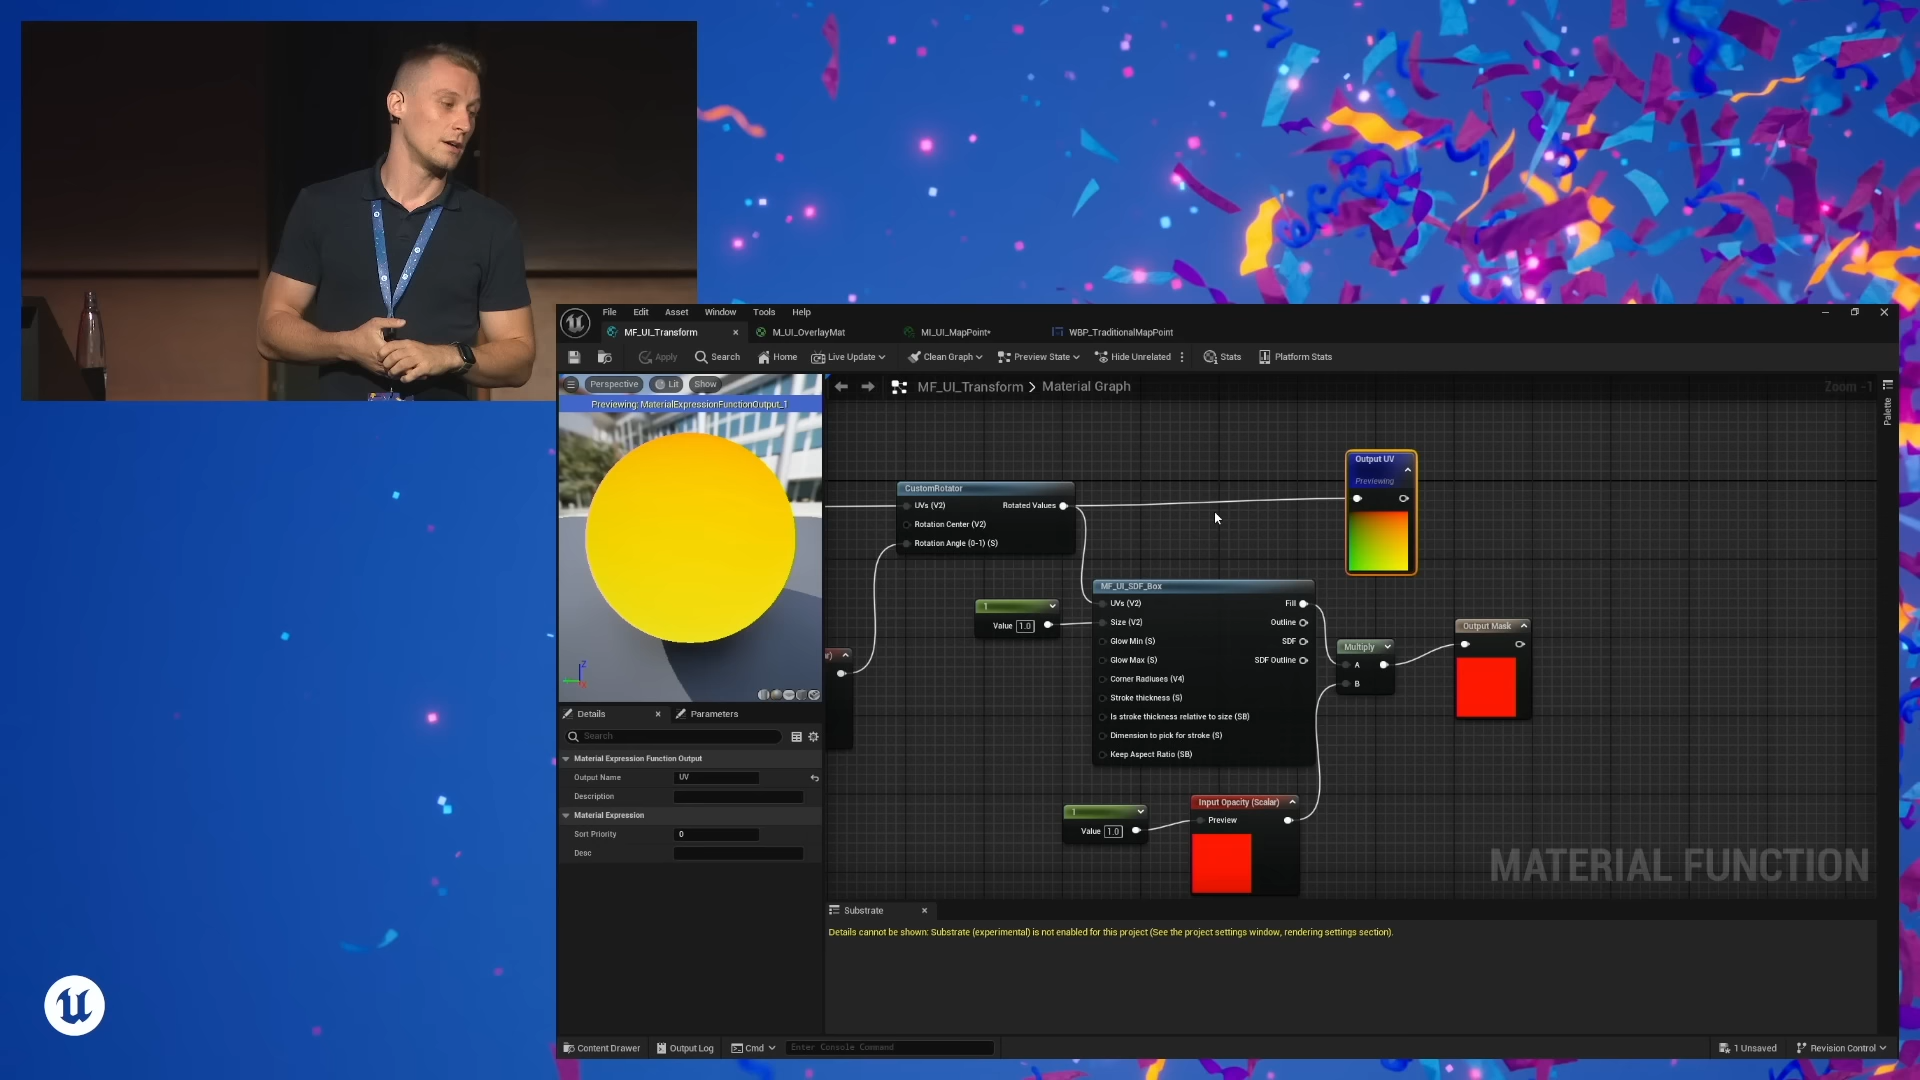 File Edit Asset Window Tools Help
MF_UI_Transform M_UI_OverlayMat MI_UI_MapPoint* WBP_TraditionalMapPoint
Apply Search Home Live Update Clean Graph Preview State Hide Unrelated Stats Platform Stats
Perspective Lit Show
MF_UI_Transform > Material Graph
Zoom -1
Palette
Previewing: MaterialExpressionFunctionOutput_1
Output UV
Previewing
CustomRotator
UVs (V2) Rotated Values
Rotation Center (V2)
Rotation Angle (0-1) (S)
MF_UI_SDF_Box
UVs (V2) Fill
Size (V2) Outline
Glow Min (S) SDF
Glow Max (S) SDF Outline
Corner Radiuses (V4)
Stroke thickness (S)
Is stroke thickness relative to size (SB)
Dimension to pick for stroke (S)
Keep Aspect Ratio (SB)
1
Value 1.0
Multiply
A
B
Output Mask
1
Value 1.0
Input Opacity (Scalar)
Preview
MATERIAL FUNCTION
Details Parameters
Search
Material Expression Function Output
Output Name UV
Description
Material Expression
Sort Priority 0
Desc
Substrate
Details cannot be shown: Substrate (experimental) is not enabled for this project (See the project settings window, rendering settings section).
Content Drawer Output Log Cmd Enter Console Command 1 Unsaved Revision Control